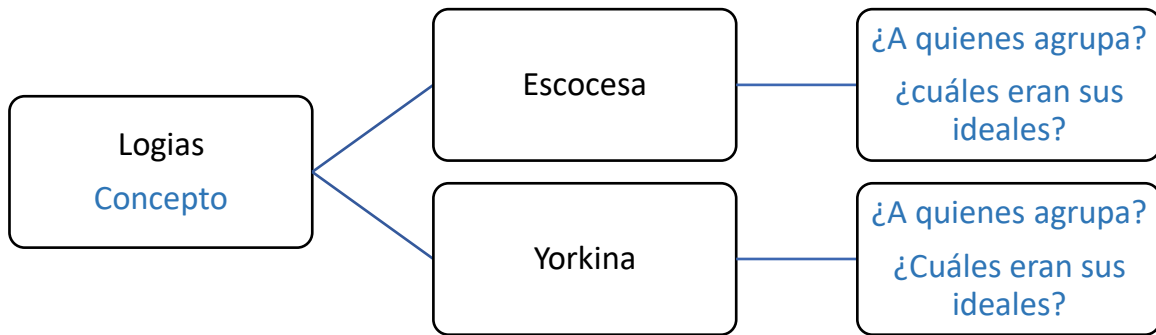 Logias
Concepto
Escocesa
¿A quienes agrupa?
¿cuáles eran sus
ideales?
Yorkina
¿A quienes agrupa?
¿Cuáles eran sus
ideales?